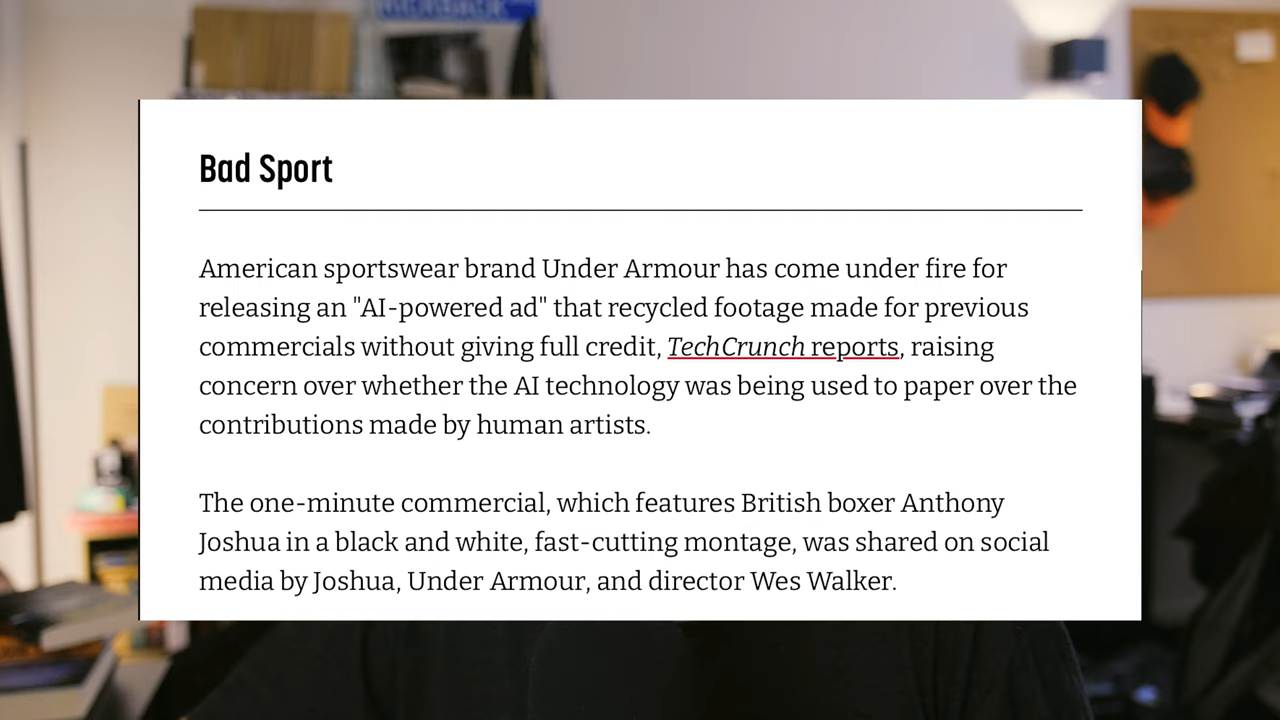 Bad Sport
American sportswear brand Under Armour has come under fire for
releasing an "AI-powered ad" that recycled footage made for previous
commercials without giving full credit, TechCrunch reports, raising
concern over whether the AI technology was being used to paper over the
contributions made by human artists.
The one-minute commercial, which features British boxer Anthony
Joshua in a black and white, fast-cutting montage, was shared on social
media by Joshua, Under Armour, and director Wes Walker.